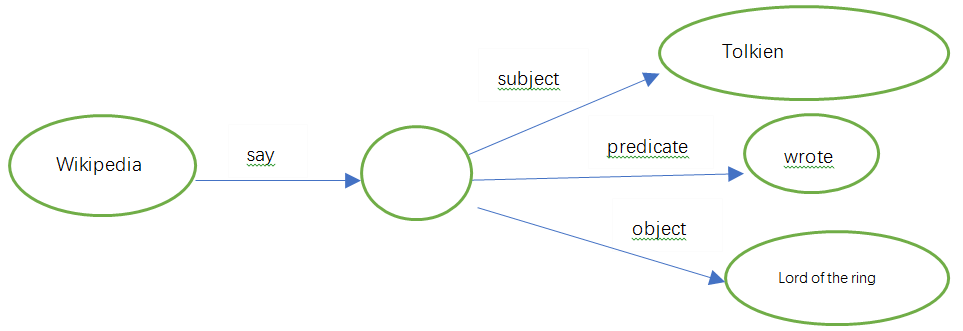 Tolkien
subject
predicate
wrote
Wikipedia
say
object
Lord of the ring